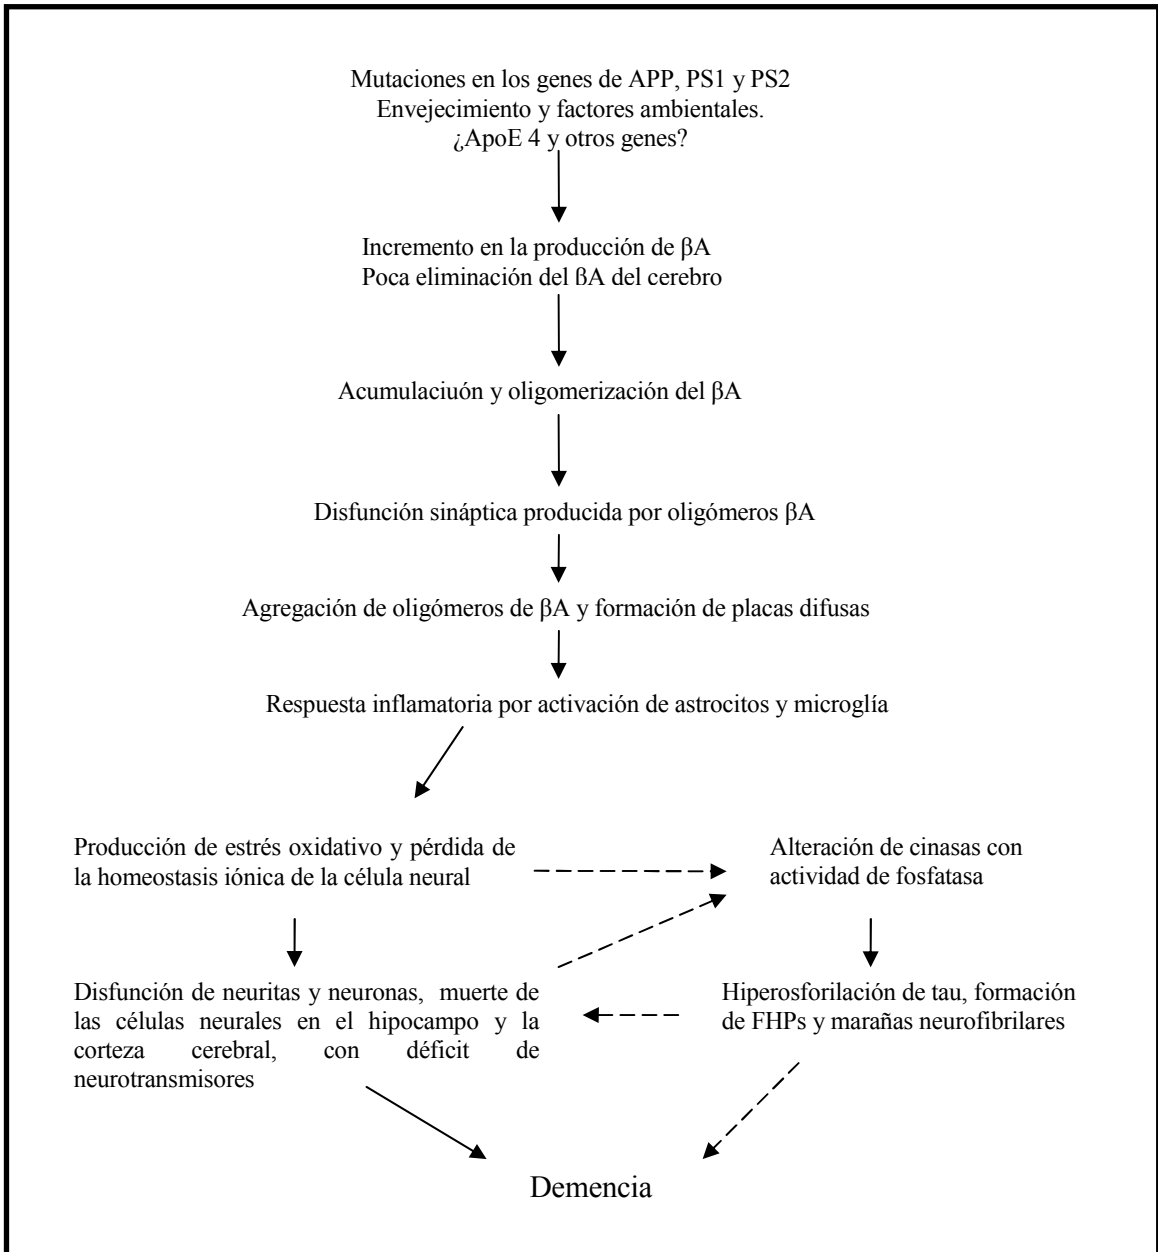 Mutaciones en los genes de APP, PS1 y PS2
Envejecimiento y factores ambientales.
¿ApoE 4 y otros genes?
Incremento en la producción de βA
Poca eliminación del βA del cerebro
Acumulaciuón y oligomerización del βA
Disfunción sináptica producida por oligómeros βA
Agregación de oligómeros de βA y formación de placas difusas
Respuesta inflamatoria por activación de astrocitos y microglía
Producción de estrés oxidativo y pérdida de
la homeostasis iónica de la célula neural
Alteración de cinasas con
actividad de fosfatasa
Disfunción de neuritas y neuronas, muerte de
las células neurales en el hipocampo y la
corteza cerebral, con déficit de
neurotransmisores
Hiperosforilación de tau, formación
de FHPs y marañas neurofibrilares
Demencia